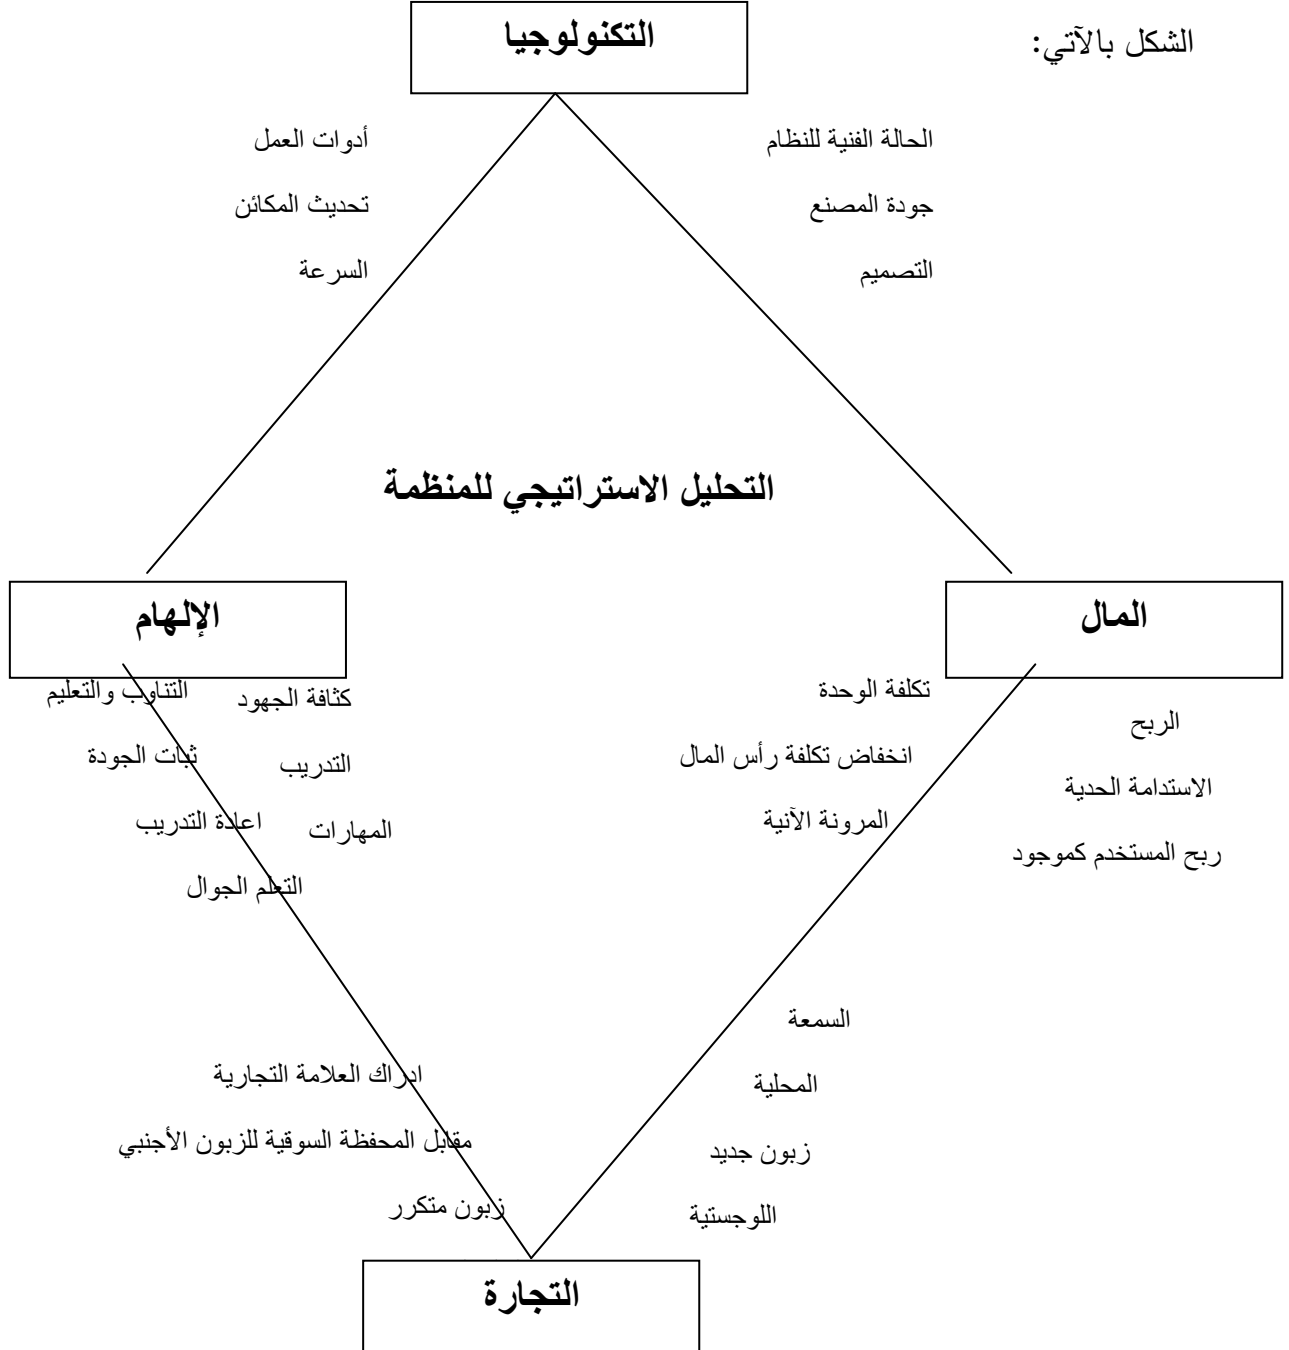 الشكل بالآتي:
التكنولوجيا
الحالة الفنية للنظام
أدوات العمل
جودة المصنع
تحديث المكائن
التصميم
السرعة
التحليل الاستراتيجي للمنظمة
المال
الإلهام
تكلفة الوحدة
كثافة الجهود
التناوب والتعليم
الربح
انخفاض تكلفة رأس المال
التدريب
ثبات الجودة
الاستدامة الحدية
المرونة الآنية
المهارات
اعادة التدريب
ربح المستخدم كموجود
التعلم الجوال
السمعة
ادراك العلامة التجارية
المحلية
مقابل المحفظة السوقية للزبون الأجنبي
زبون جديد
زبون متكرر
اللوجستية
التجارة